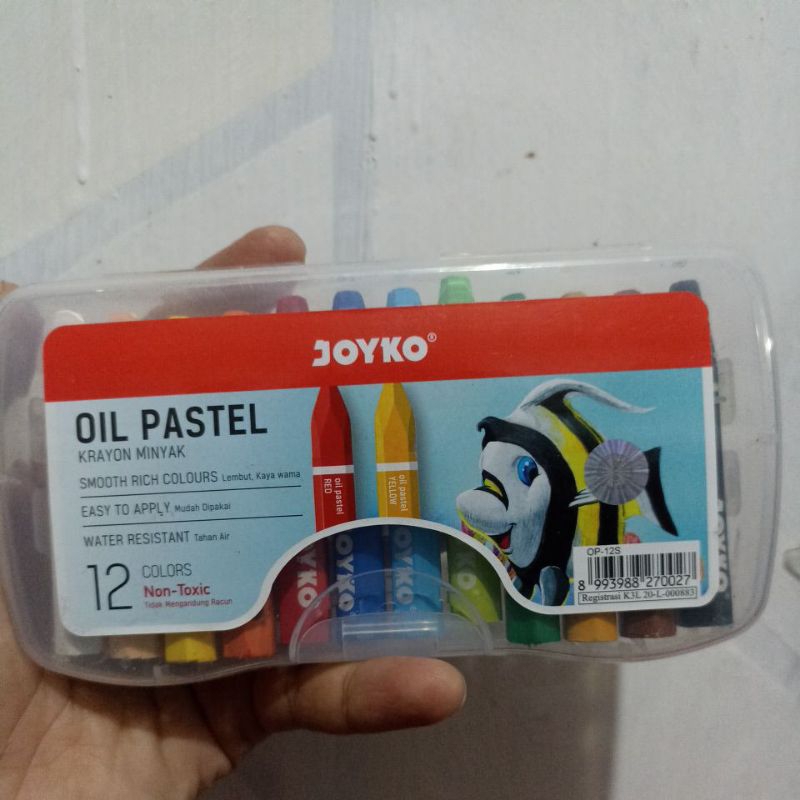 JOYKO®
OIL PASTEL
KRAYON MINYAK
SMOOTH RICH COLOURS Lembut, Kaya warna
EASY TO APPLY Mudah Dipakai
WATER RESISTANT Tahan Air
12 COLORS
Non-Toxic
Tidak Mengandung Racun
oil pastel
RED
oil pastel
YELLOW
JOYKO
JOYKO
OP-12S
8 993988 270027
Registrasi K3L 20-L-000883